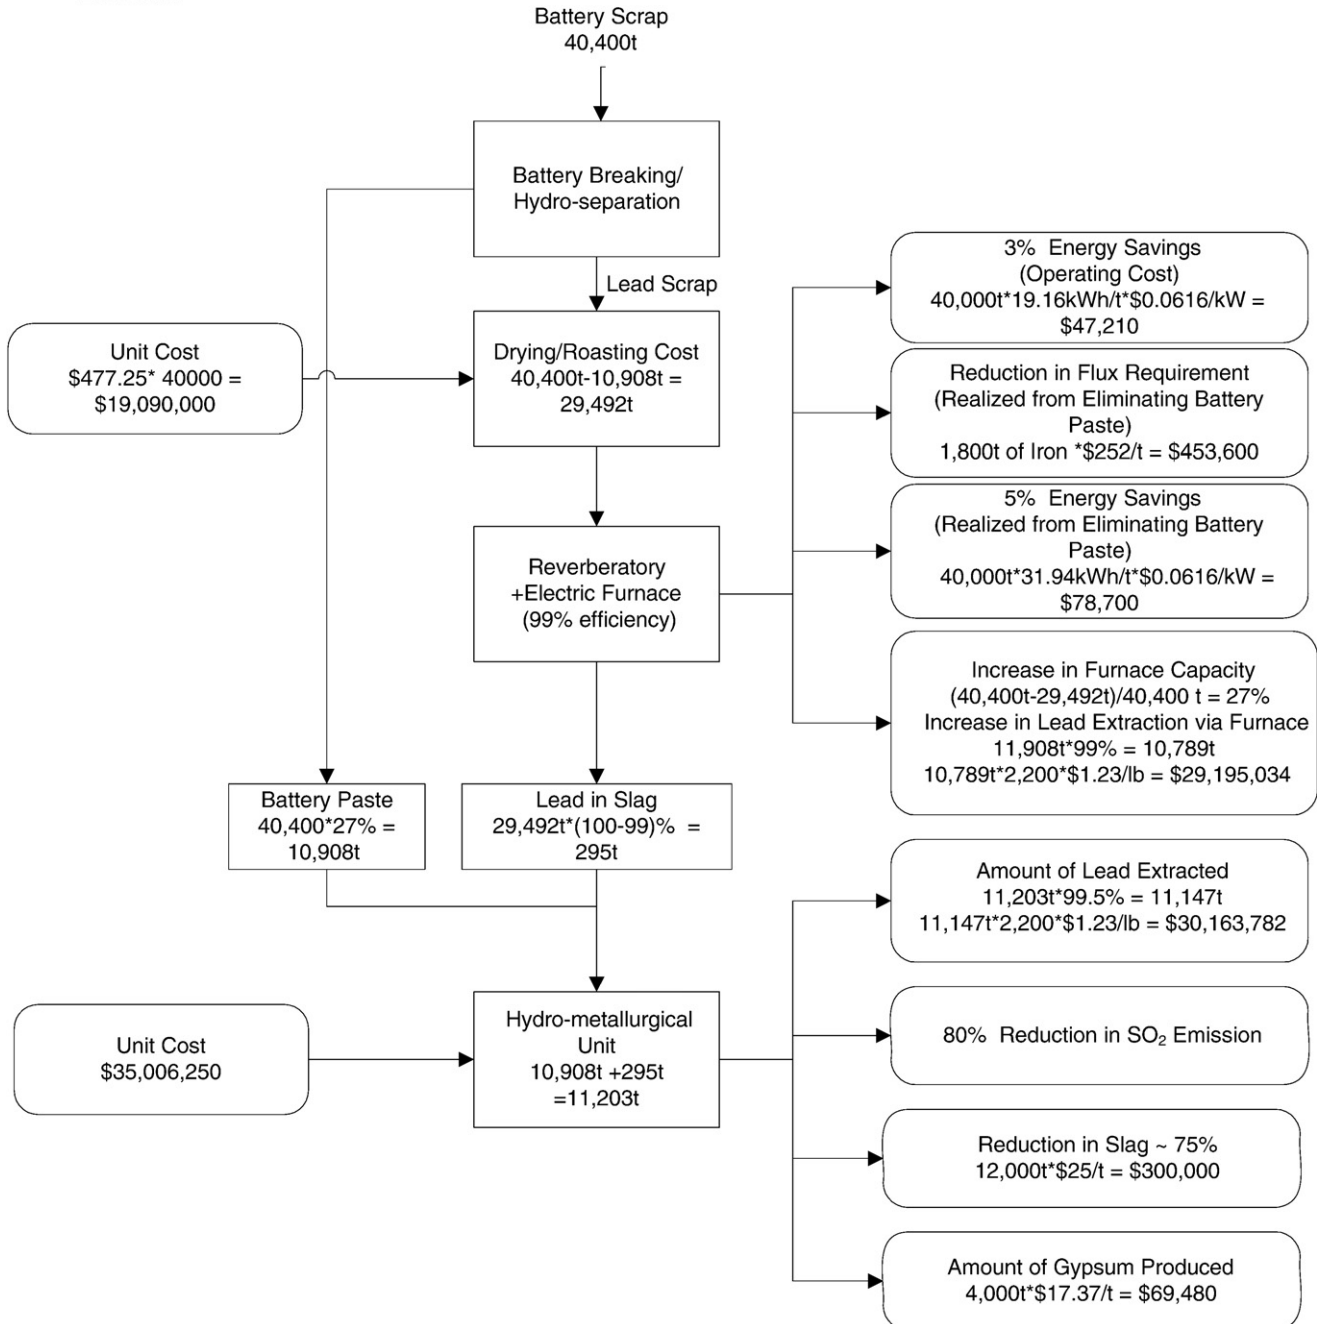 Battery Scrap
40,400t
Battery Breaking/
Hydro-separation
Lead Scrap
Unit Cost
$477.25* 40000 =
$19,090,000
Drying/Roasting Cost
40,400t-10,908t =
29,492t
Reverberatory
+Electric Furnace
(99% efficiency)
3%  Energy Savings
(Operating Cost)
40,000t*19.16kWh/t*$0.0616/kW =
$47,210
Reduction in Flux Requirement
(Realized from Eliminating Battery
Paste)
1,800t of Iron *$252/t = $453,600
5%  Energy Savings
(Realized from Eliminating Battery
Paste)
40,000t*31.94kWh/t*$0.0616/kW =
$78,700
Increase in Furnace Capacity
(40,400t-29,492t)/40,400 t = 27%
Increase in Lead Extraction via Furnace
11,908t*99% = 10,789t
10,789t*2,200*$1.23/lb = $29,195,034
Battery Paste
40,400*27% =
10,908t
Lead in Slag
29,492t*(100-99)%  =
295t
Unit Cost
$35,006,250
Hydro-metallurgical
Unit
10,908t +295t
=11,203t
Amount of Lead Extracted
11,203t*99.5% = 11,147t
11,147t*2,200*$1.23/lb = $30,163,782
80%  Reduction in SO₂ Emission
Reduction in Slag ~ 75%
12,000t*$25/t = $300,000
Amount of Gypsum Produced
4,000t*$17.37/t = $69,480